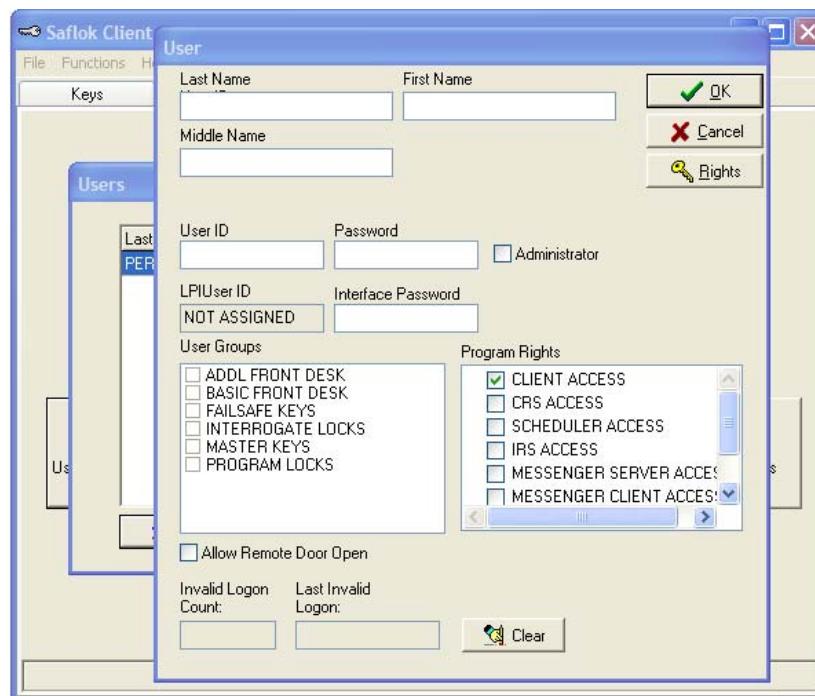 Saflok Client
File Functions He
Keys
User
Last Name First Name
Middle Name
OK
Cancel
Rights
Users
Last
PER
User ID Password
Administrator
LPIUser ID Interface Password
NOT ASSIGNED
User Groups
Program Rights
ADDL FRONT DESK
BASIC FRONT DESK
FAILSAFE KEYS
INTERROGATE LOCKS
MASTER KEYS
PROGRAM LOCKS
CLIENT ACCESS
CRS ACCESS
SCHEDULER ACCESS
IRS ACCESS
MESSENGER SERVER ACCES
MESSENGER CLIENT ACCESS
Us
s
Allow Remote Door Open
Invalid Logon Count:
Last Invalid Logon:
Clear